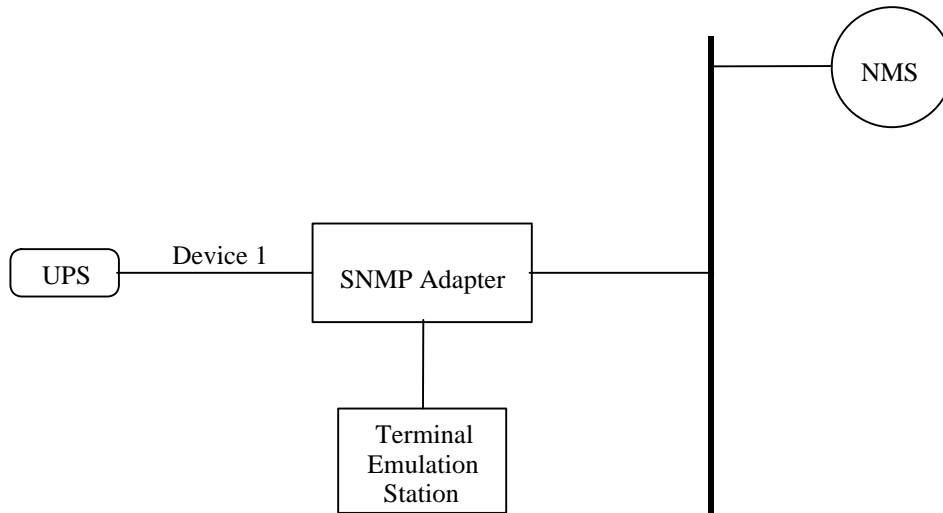 NMS
Device 1
UPS
SNMP Adapter
Terminal
Emulation
Station